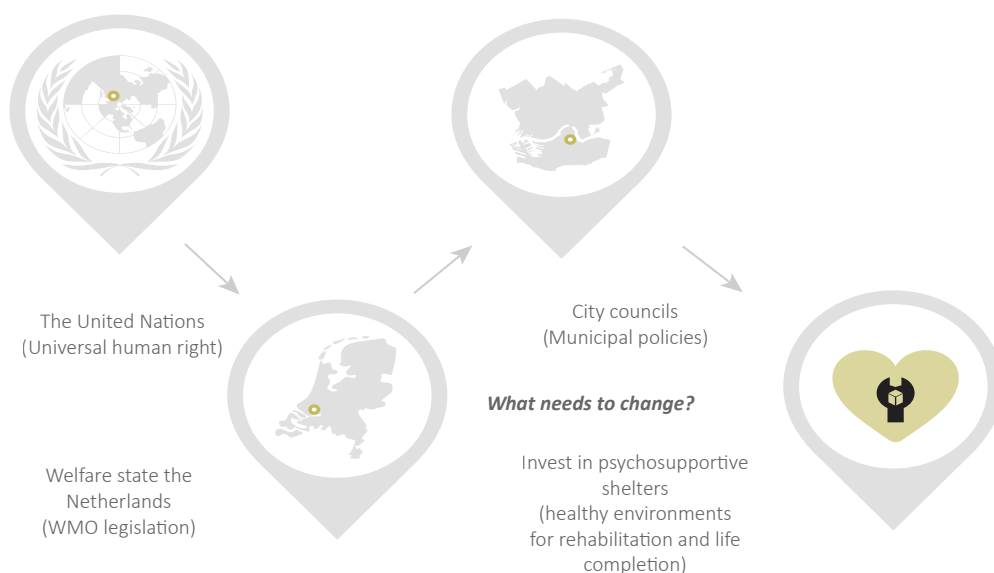 The United Nations
(Universal human right)
Welfare state the
Netherlands
(WMO legislation)
City councils
(Municipal policies)
What needs to change?
Invest in psychosupportive
shelters
(healthy environments
for rehabilitation and life
completion)